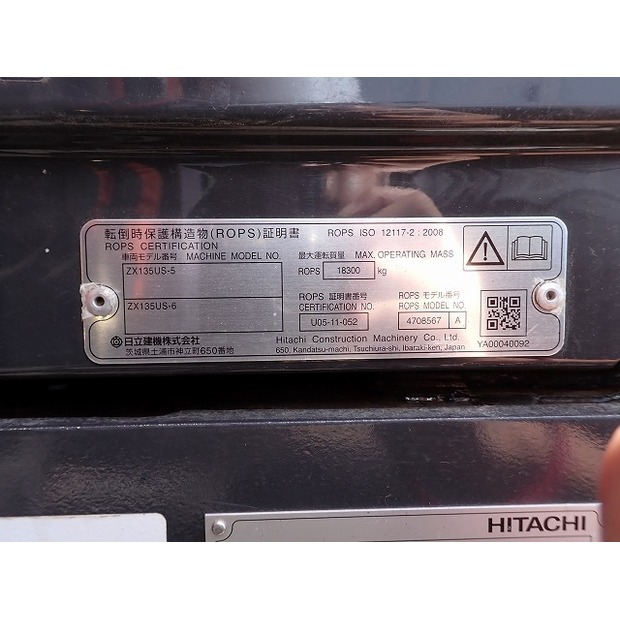 転倒時保護構造物(ROPS)証明書 ROPS ISO 12117-2 : 2008
ROPS CERTIFICATION
車両モデル番号 MACHINE MODEL NO. 最大運転質量 MAX. OPERATING MASS
ZX135US-5 ROPS 18300 kg
ZX135US-6
ROPS 証明書番号 ROPS モデル番号
CERTIFICATION NO. ROPS MODEL NO.
U05-11-052 4708567 A
日立建機株式会社 Hitachi Construction Machinery Co., Ltd. YA00040092
茨城県土浦市神立町650番地 650, Kandatsu-machi, Tsuchiura-shi, Ibaraki-ken, Japan
HITACHI